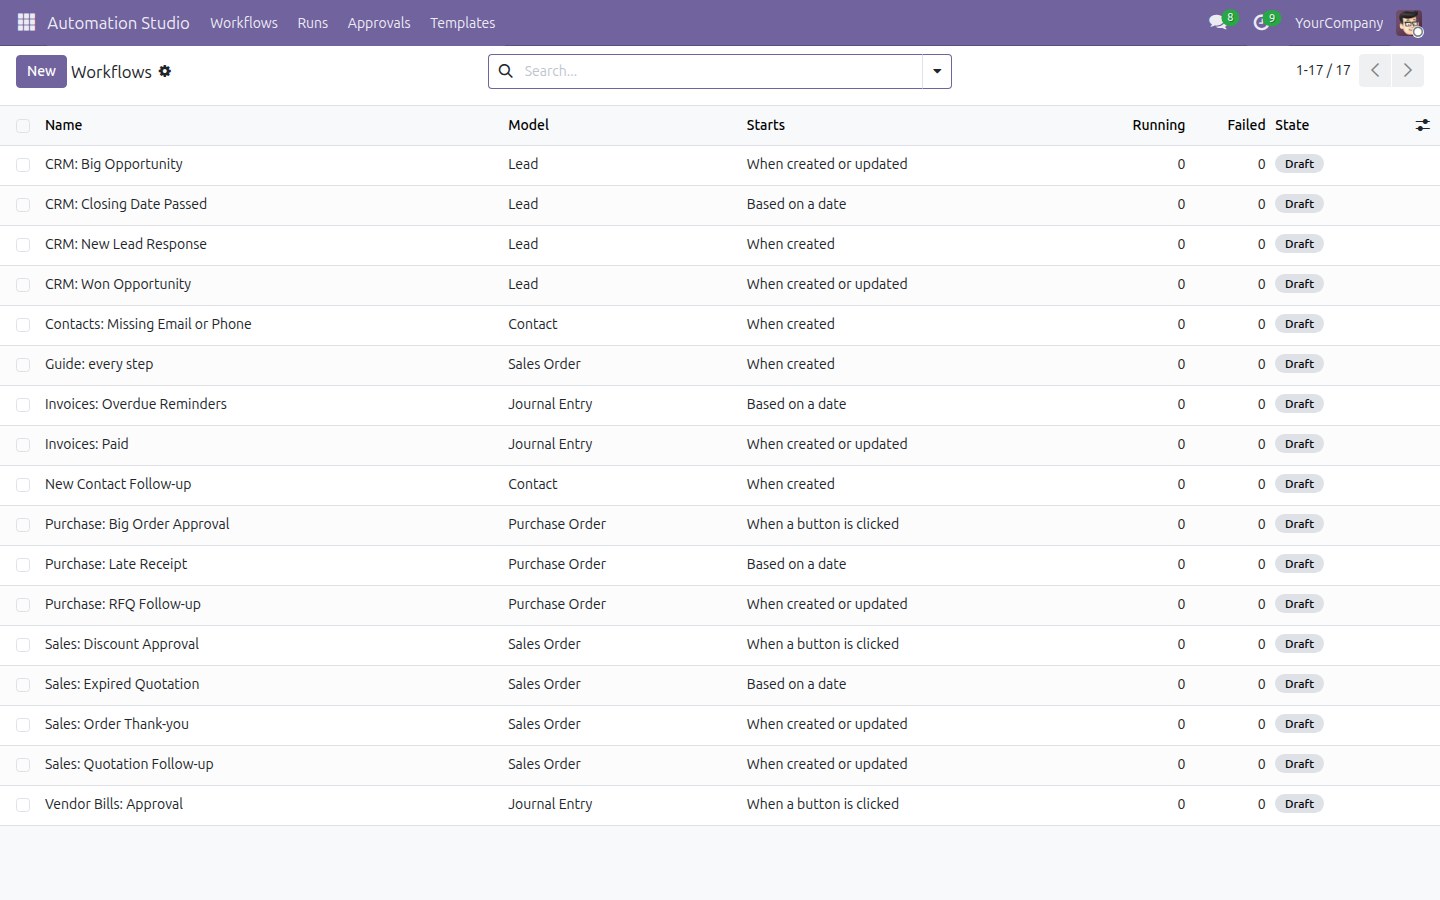 Automation Studio Workflows Runs Approvals Templates 8 9 YourCompany
New Workflows Search... 1-17 / 17
Name Model Starts Running Failed State
CRM: Big Opportunity Lead When created or updated 0 0 Draft
CRM: Closing Date Passed Lead Based on a date 0 0 Draft
CRM: New Lead Response Lead When created 0 0 Draft
CRM: Won Opportunity Lead When created or updated 0 0 Draft
Contacts: Missing Email or Phone Contact When created 0 0 Draft
Guide: every step Sales Order When created 0 0 Draft
Invoices: Overdue Reminders Journal Entry Based on a date 0 0 Draft
Invoices: Paid Journal Entry When created or updated 0 0 Draft
New Contact Follow-up Contact When created 0 0 Draft
Purchase: Big Order Approval Purchase Order When a button is clicked 0 0 Draft
Purchase: Late Receipt Purchase Order Based on a date 0 0 Draft
Purchase: RFQ Follow-up Purchase Order When created or updated 0 0 Draft
Sales: Discount Approval Sales Order When a button is clicked 0 0 Draft
Sales: Expired Quotation Sales Order Based on a date 0 0 Draft
Sales: Order Thank-you Sales Order When created or updated 0 0 Draft
Sales: Quotation Follow-up Sales Order When created or updated 0 0 Draft
Vendor Bills: Approval Journal Entry When a button is clicked 0 0 Draft